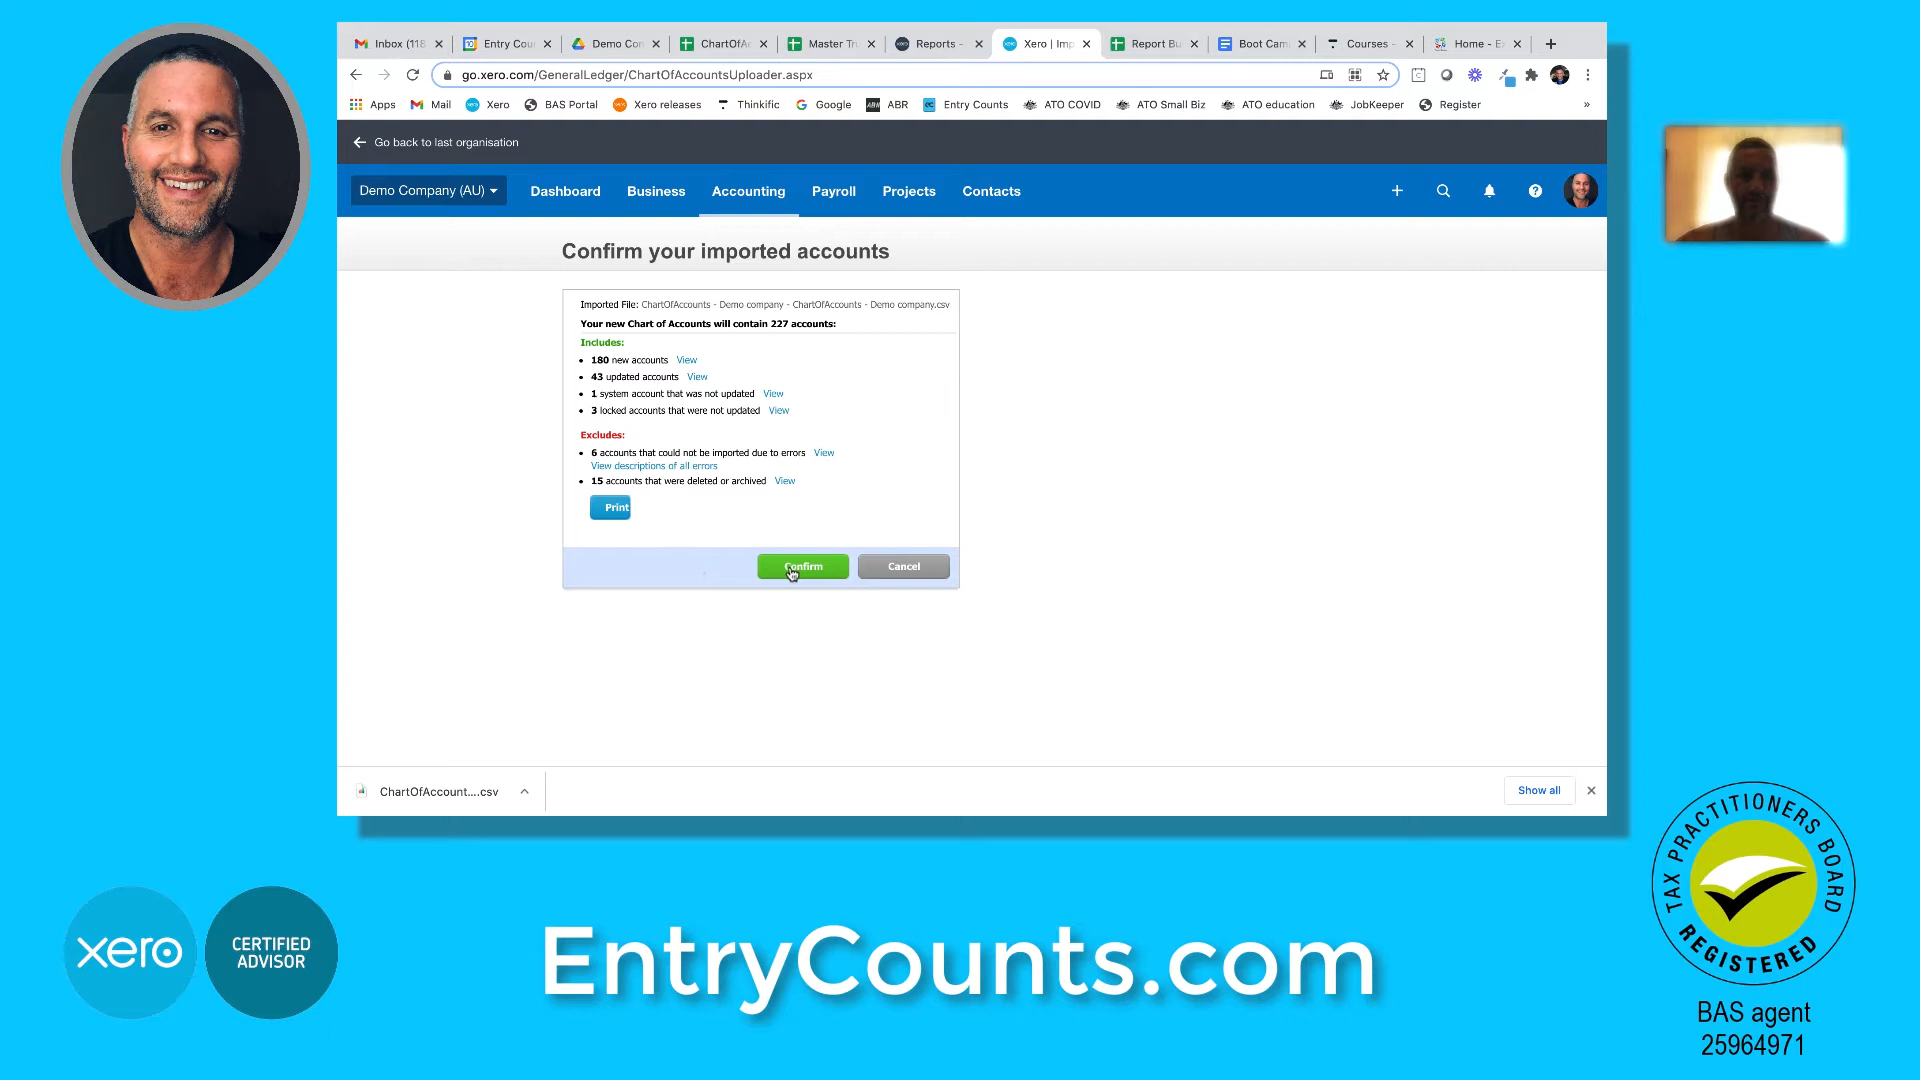 Inbox (118
Entry Cou
Demo Con
ChartOfAc
Master Tr
Reports -
Xero | Imp
Report Bu
Boot Cam
Courses -
Home - E
go.xero.com/GeneralLedger/ChartOfAccountsUploader.aspx
Apps
Mail
Xero
BAS Portal
Xero releases
Thinkific
Google
ABR
Entry Counts
ATO COVID
ATO Small Biz
ATO education
JobKeeper
Register
»
Go back to last organisation
Demo Company (AU)
Dashboard
Business
Accounting
Payroll
Projects
Contacts
Confirm your imported accounts
Imported File: ChartOfAccounts - Demo company - ChartOfAccounts - Demo company.csv
Your new Chart of Accounts will contain 227 accounts:
Includes:
• 180 new accounts View
• 43 updated accounts View
• 1 system account that was not updated View
• 3 locked accounts that were not updated View
Excludes:
• 6 accounts that could not be imported due to errors View
View descriptions of all errors
• 15 accounts that were deleted or archived View
Print
Confirm
Cancel
ChartOfAccount....csv
Show all
xero
CERTIFIED
ADVISOR
EntryCounts.com
TAX PRACTITIONERS BOARD
REGISTERED
BAS agent
25964971